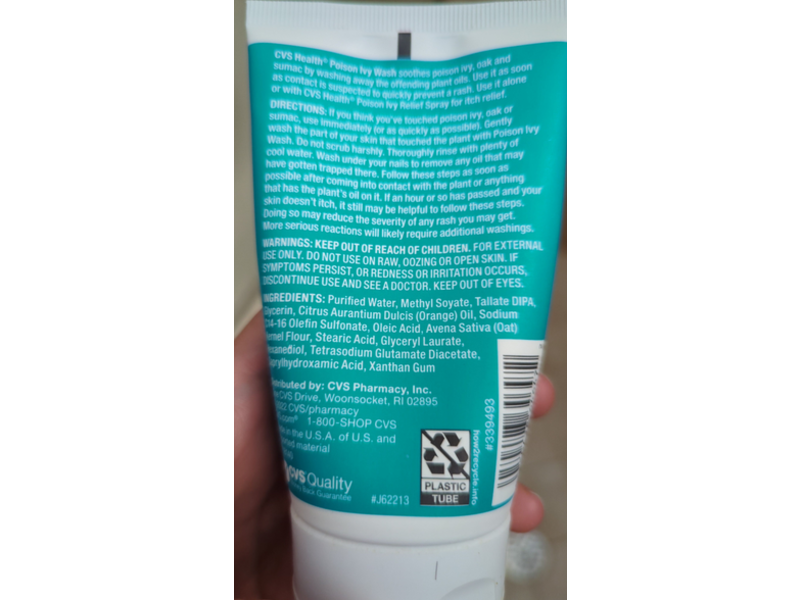 CVS Health® Poison Ivy Wash soothes poison ivy, oak and
sumac by washing away the offending plant oils. Use it as soon
as contact is suspected to quickly prevent a rash. Use it alone
or with CVS Health® Poison Ivy Relief Spray for itch relief.
DIRECTIONS: If you think you've touched poison ivy, oak or
sumac, use immediately (or as quickly as possible). Gently
wash the part of your skin that touched the plant with Poison Ivy
Wash. Do not scrub harshly. Thoroughly rinse with plenty of
cool water. Wash under your nails to remove any oil that may
have gotten trapped there. Follow these steps as soon as
possible after coming into contact with the plant or anything
that has the plant's oil on it. If an hour or so has passed and your
skin doesn't itch, it still may be helpful to follow these steps.
Doing so may reduce the severity of any rash you may get.
More serious reactions will likely require additional washings.
WARNINGS: KEEP OUT OF REACH OF CHILDREN. FOR EXTERNAL
USE ONLY. DO NOT USE ON RAW, OOZING OR OPEN SKIN. IF
SYMPTOMS PERSIST, OR REDNESS OR IRRITATION OCCURS,
DISCONTINUE USE AND SEE A DOCTOR. KEEP OUT OF EYES.
INGREDIENTS: Purified Water, Methyl Soyate, Tallate DIPA,
Glycerin, Citrus Aurantium Dulcis (Orange) Oil, Sodium
C14-16 Olefin Sulfonate, Oleic Acid, Avena Sativa (Oat)
Kernel Flour, Stearic Acid, Glyceryl Laurate,
Hexanediol, Tetrasodium Glutamate Diacetate,
Caprylhydroxamic Acid, Xanthan Gum
by: CVS Pharmacy, Inc.
CVS Drive, Woonsocket, RI 02895
CVS/pharmacy
1-800-SHOP CVS
in the U.S.A. of U.S. and
material
CVS Quality
Back Guarantee
#J62213
PLASTIC
TUBE
how2recycle.info
#339493